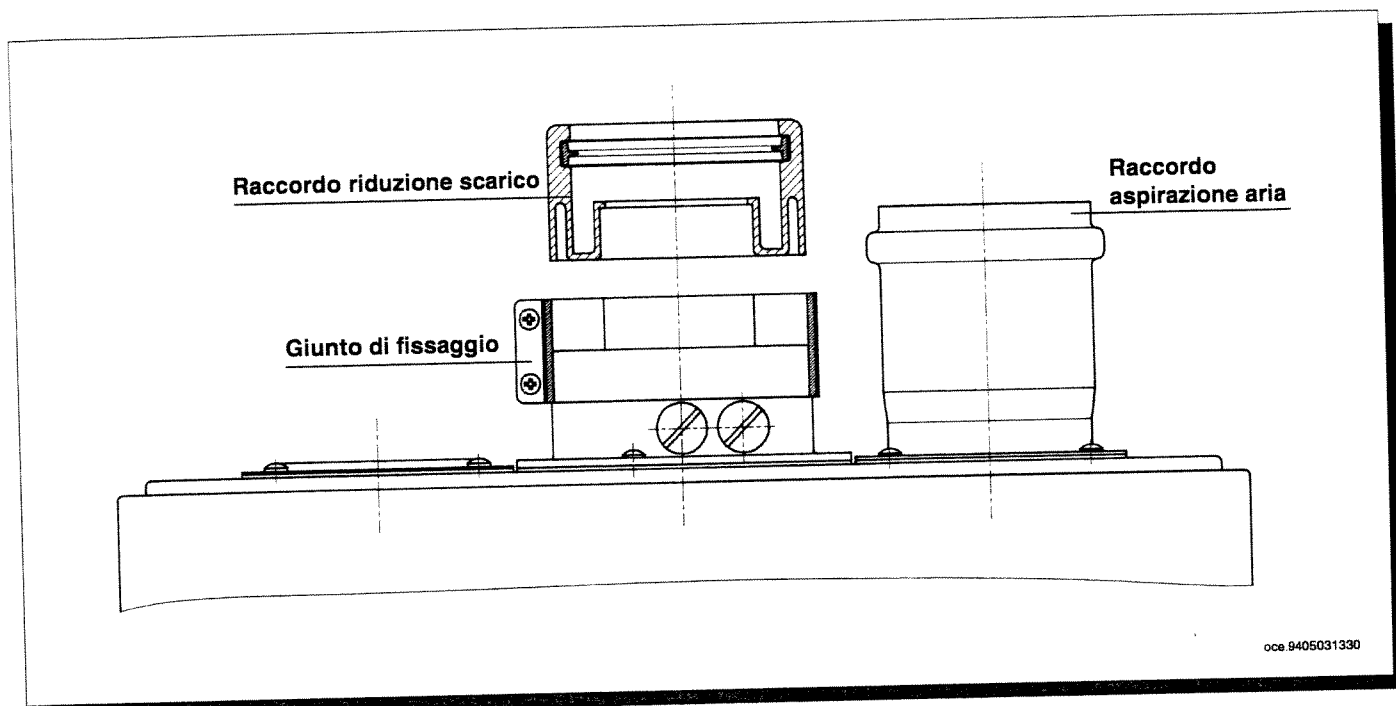 Raccordo riduzione scarico
Raccordo
aspirazione aria
Giunto di fissaggio
oce.9405031330